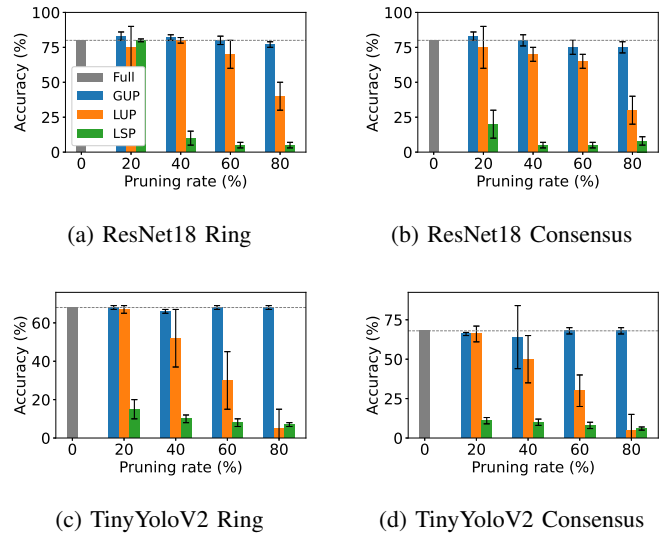 100
75
50
25
0
Accuracy (%)
Full
GUP
LUP
LSP
0 20 40 60 80
Pruning rate (%)
(a) ResNet18 Ring
100
75
50
25
0
Accuracy (%)
0 20 40 60 80
Pruning rate (%)
(b) ResNet18 Consensus
60
40
20
0
Accuracy (%)
0 20 40 60 80
Pruning rate (%)
(c) TinyYoloV2 Ring
75
50
25
0
Accuracy (%)
0 20 40 60 80
Pruning rate (%)
(d) TinyYoloV2 Consensus